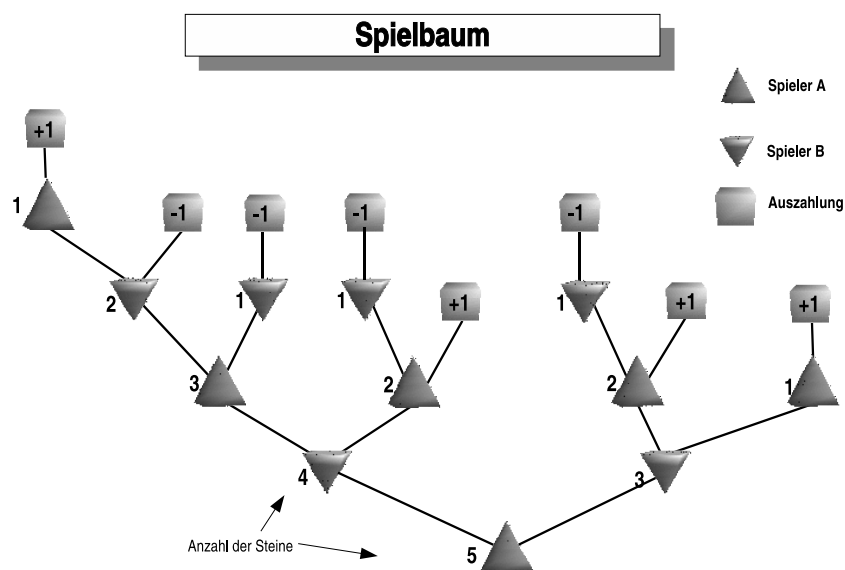 Spielbaum
Spieler A
+1
Spieler B
1 -1 -1 -1 -1 Auszahlung
2 1 1 +1 1 +1 +1
3 2 2 1
4 3
Anzahl der Steine 5